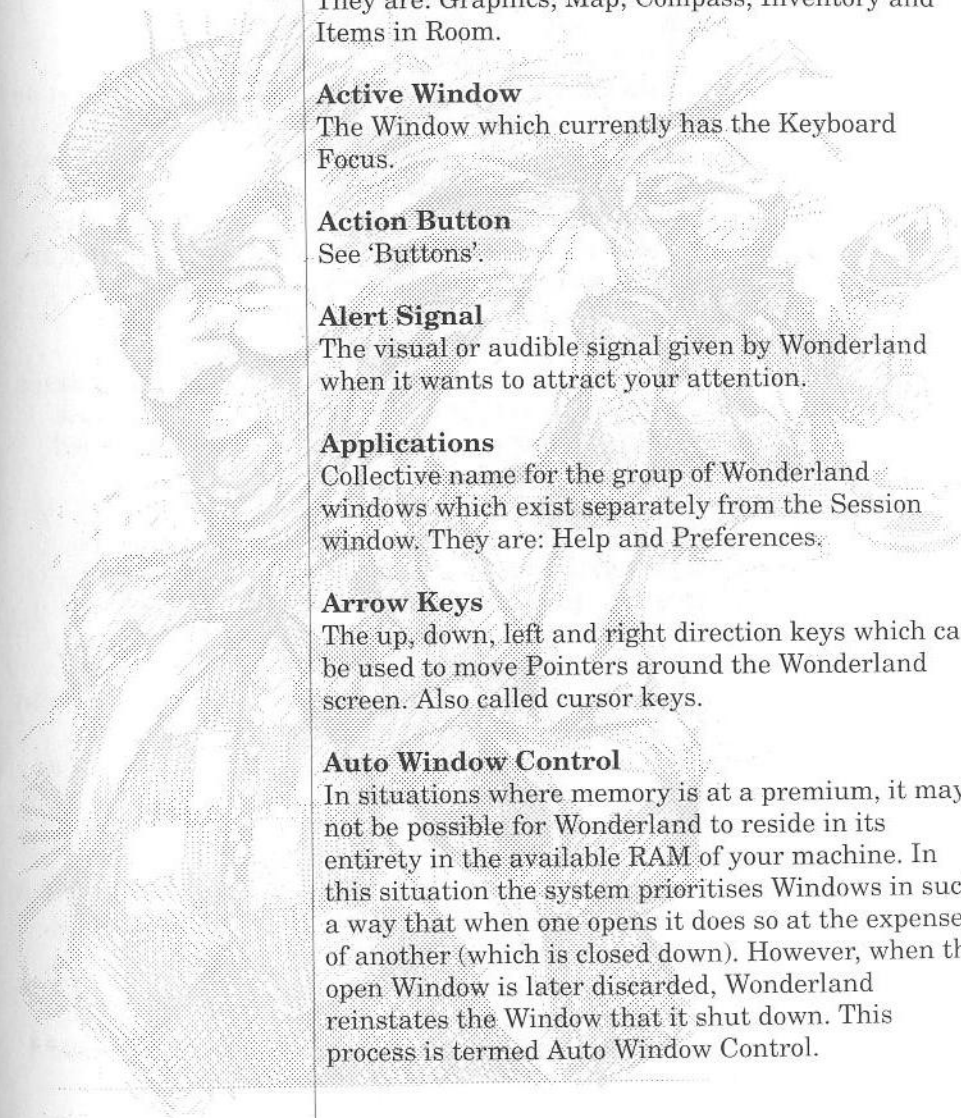 They are: Graphics, Map, Compass, Inventory and
Items in Room.
Active Window
The Window which currently has the Keyboard
Focus.
Action Button
See ‘Buttons’.
Alert Signal
The visual or audible signal given by Wonderland
when it wants to attract your attention.
Applications
Collective name for the group of Wonderland
windows which exist separately from the Session
window. They are: Help and Preferences.
Arrow Keys
The up, down, left and right direction keys which ca
be used to move Pointers around the Wonderland
screen. Also called cursor keys.
Auto Window Control
In situations where memory is at a premium, it may
not be possible for Wonderland to reside in its
entirety in the available RAM of your machine. In
this situation the system prioritises Windows in suc
a way that when one opens it does so at the expense
of another (which is closed down). However, when th
open Window is later discarded, Wonderland
reinstates the Window that it shut down. This
process is termed Auto Window Control.